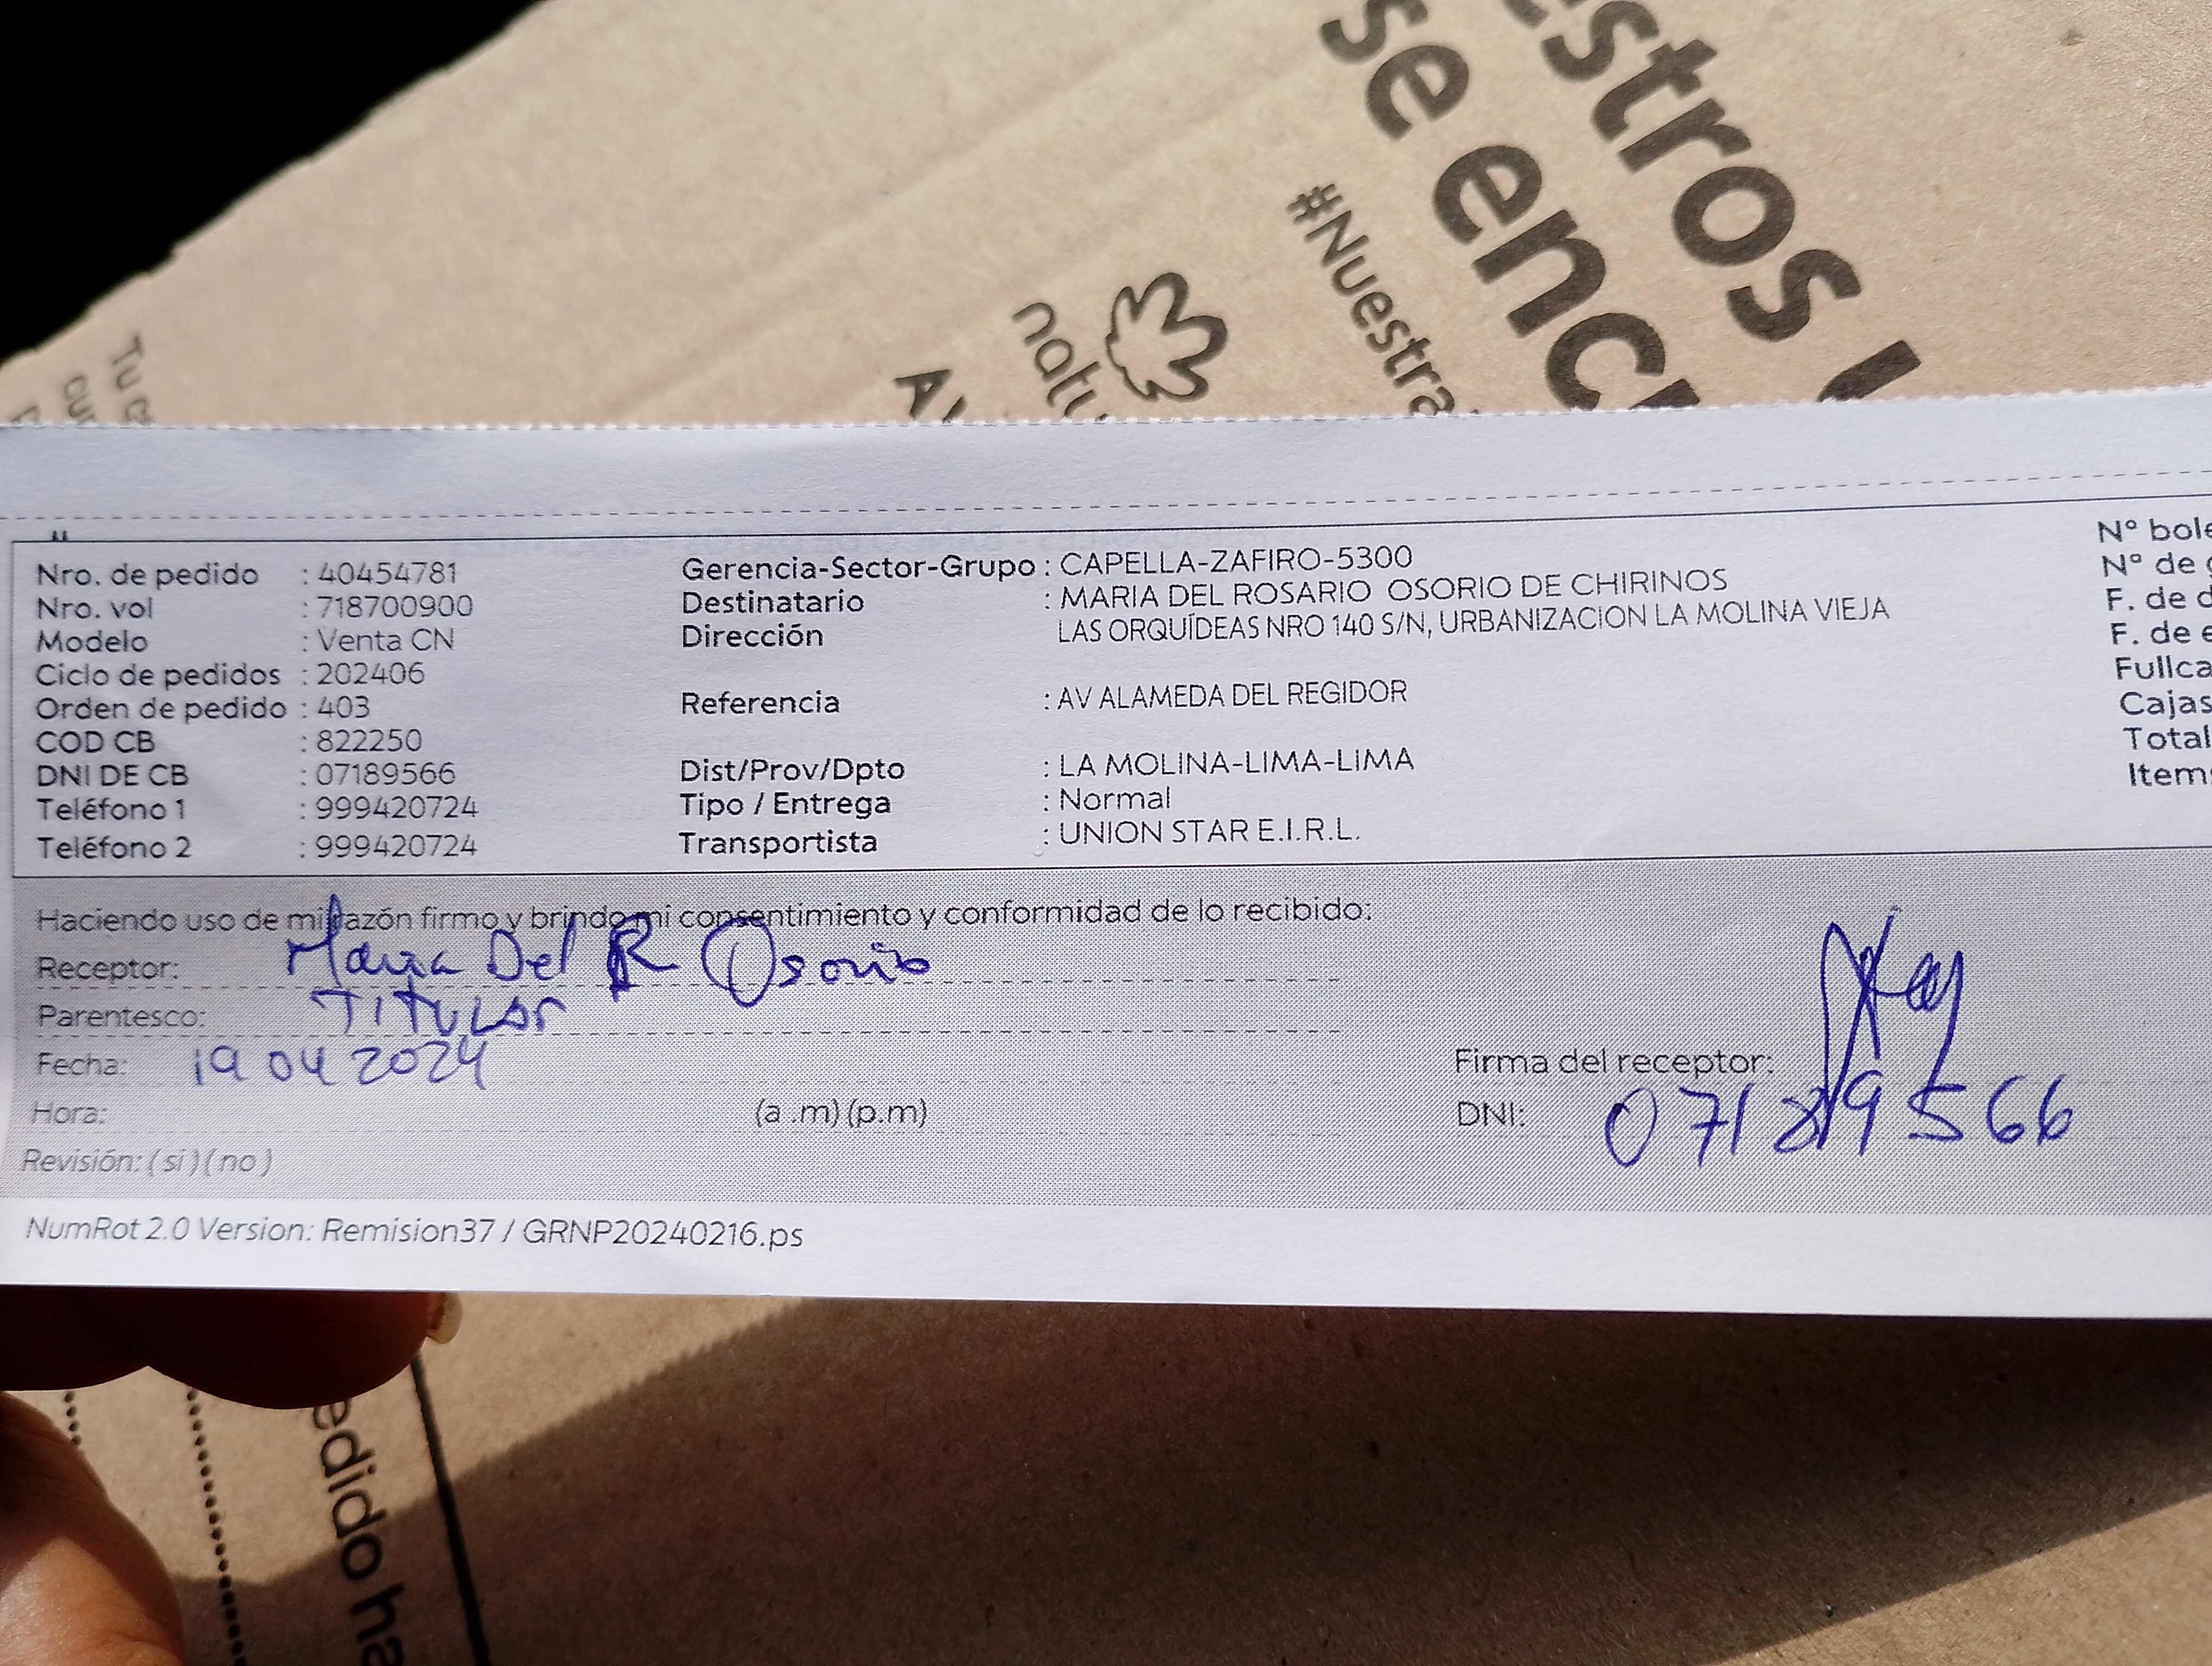 estros
se enc
#Nuestra
natu
Av
Tu c
cu
Nro. de pedido : 40454781
Nro. vol : 718700900
Modelo : Venta CN
Ciclo de pedidos : 202406
Orden de pedido : 403
COD CB : 822250
DNI DE CB : 07189566
Teléfono 1 : 999420724
Teléfono 2 : 999420724
Gerencia-Sector-Grupo : CAPELLA-ZAFIRO-5300
Destinatario : MARIA DEL ROSARIO OSORIO DE CHIRINOS
Dirección LAS ORQUÍDEAS NRO 140 S/N, URBANIZACION LA MOLINA VIEJA
Referencia : AV ALAMEDA DEL REGIDOR
Dist/Prov/Dpto : LA MOLINA-LIMA-LIMA
Tipo / Entrega : Normal
Transportista : UNION STAR E.I.R.L.
Nº bole
Nº de g
F. de d
F. de e
Fullca
Cajas
Total
Item
Haciendo uso de mi razón firmo y brindo mi consentimiento y conformidad de lo recibido:
Receptor: Maria Del R Osorio
Parentesco: TITULAR
Fecha: 19 04 2024
Hora: (a .m) (p.m)
Revisión: ( si ) ( no )
Firma del receptor:
DNI: 07189566
NumRot 2.0 Version: Remision37 / GRNP20240216.ps
edido ha